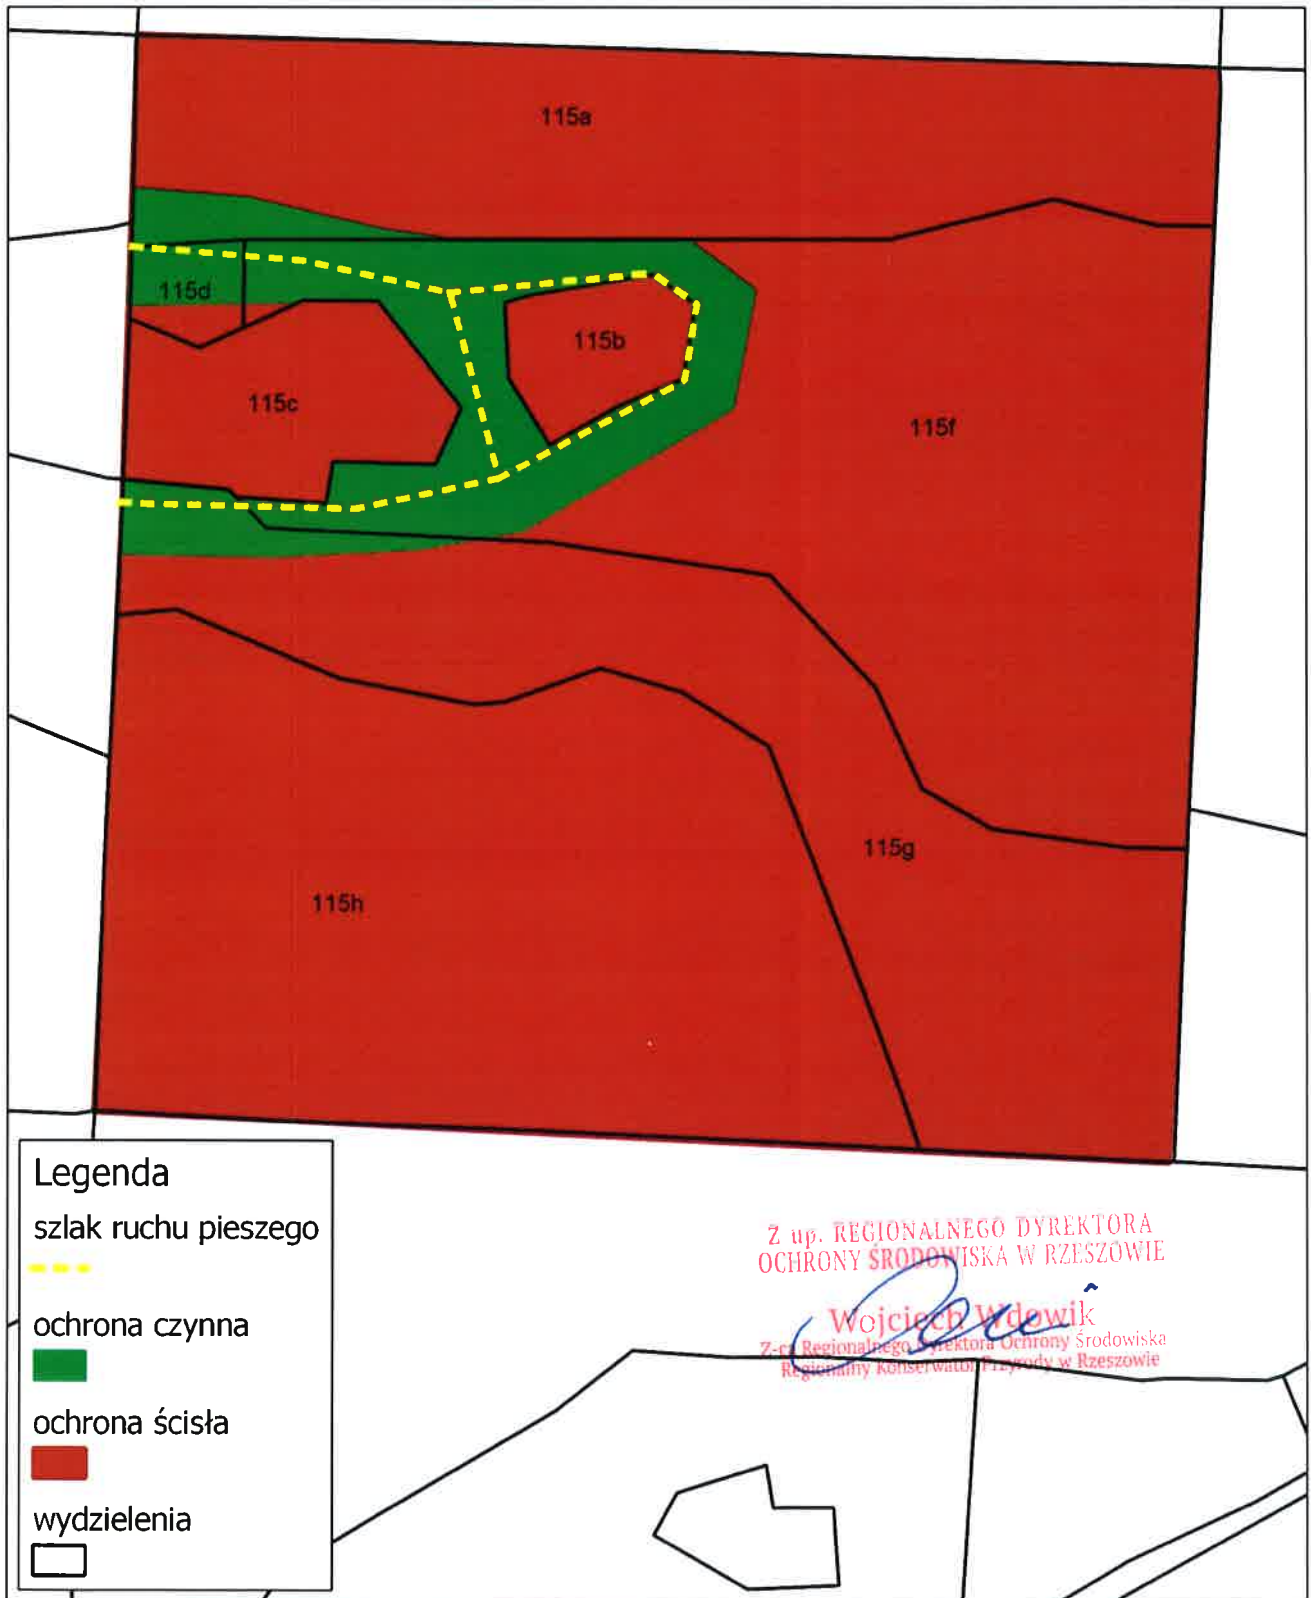 115a
115d
115b
115c
115f
115g
115h
Legenda
szlak ruchu pieszego
ochrona czynna
ochrona ścisła
wydzielenia
Z up. REGIONALNEGO DYREKTORA
OCHRONY ŚRODOWISKA W RZESZOWIE
Wojciech Wdowik
Z-ca Regionalnego Dyrektora Ochrony Środowiska
Regionalny Konserwator Przyrody w Rzeszowie